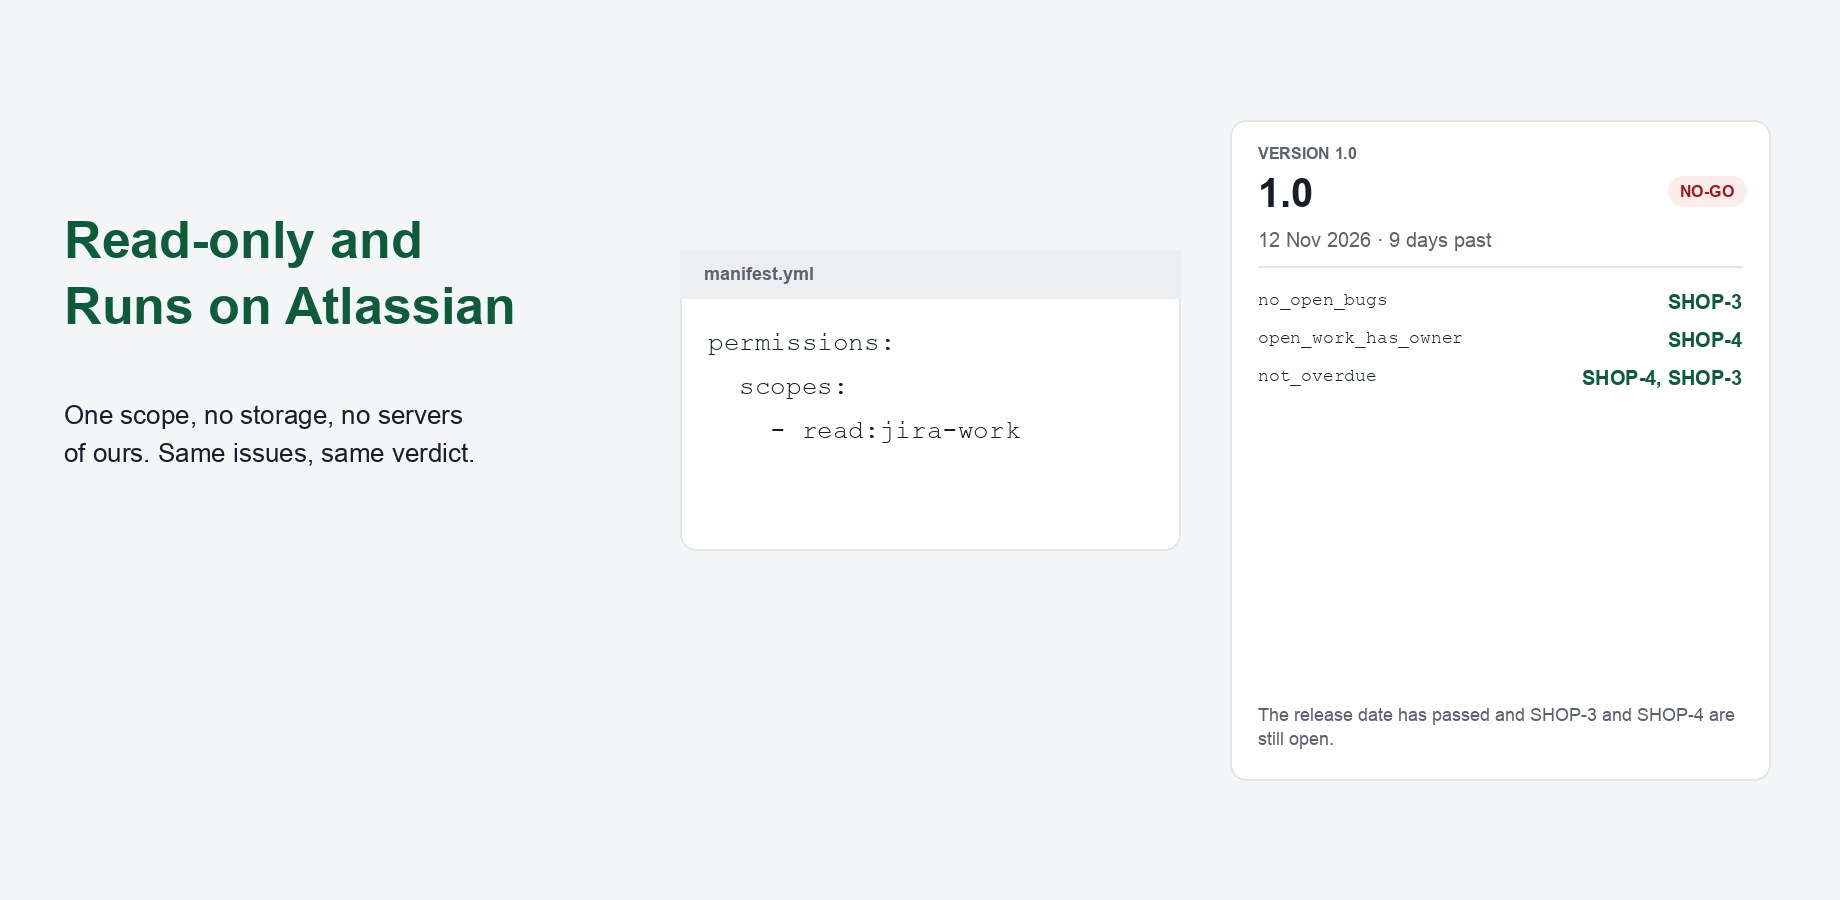 Read-only and
Runs on Atlassian
One scope, no storage, no servers
of ours. Same issues, same verdict.
manifest.yml
permissions:
  scopes:
    - read:jira-work
VERSION 1.0
1.0
NO-GO
12 Nov 2026 · 9 days past
no_open_bugs SHOP-3
open_work_has_owner SHOP-4
not_overdue SHOP-4, SHOP-3
The release date has passed and SHOP-3 and SHOP-4 are
still open.